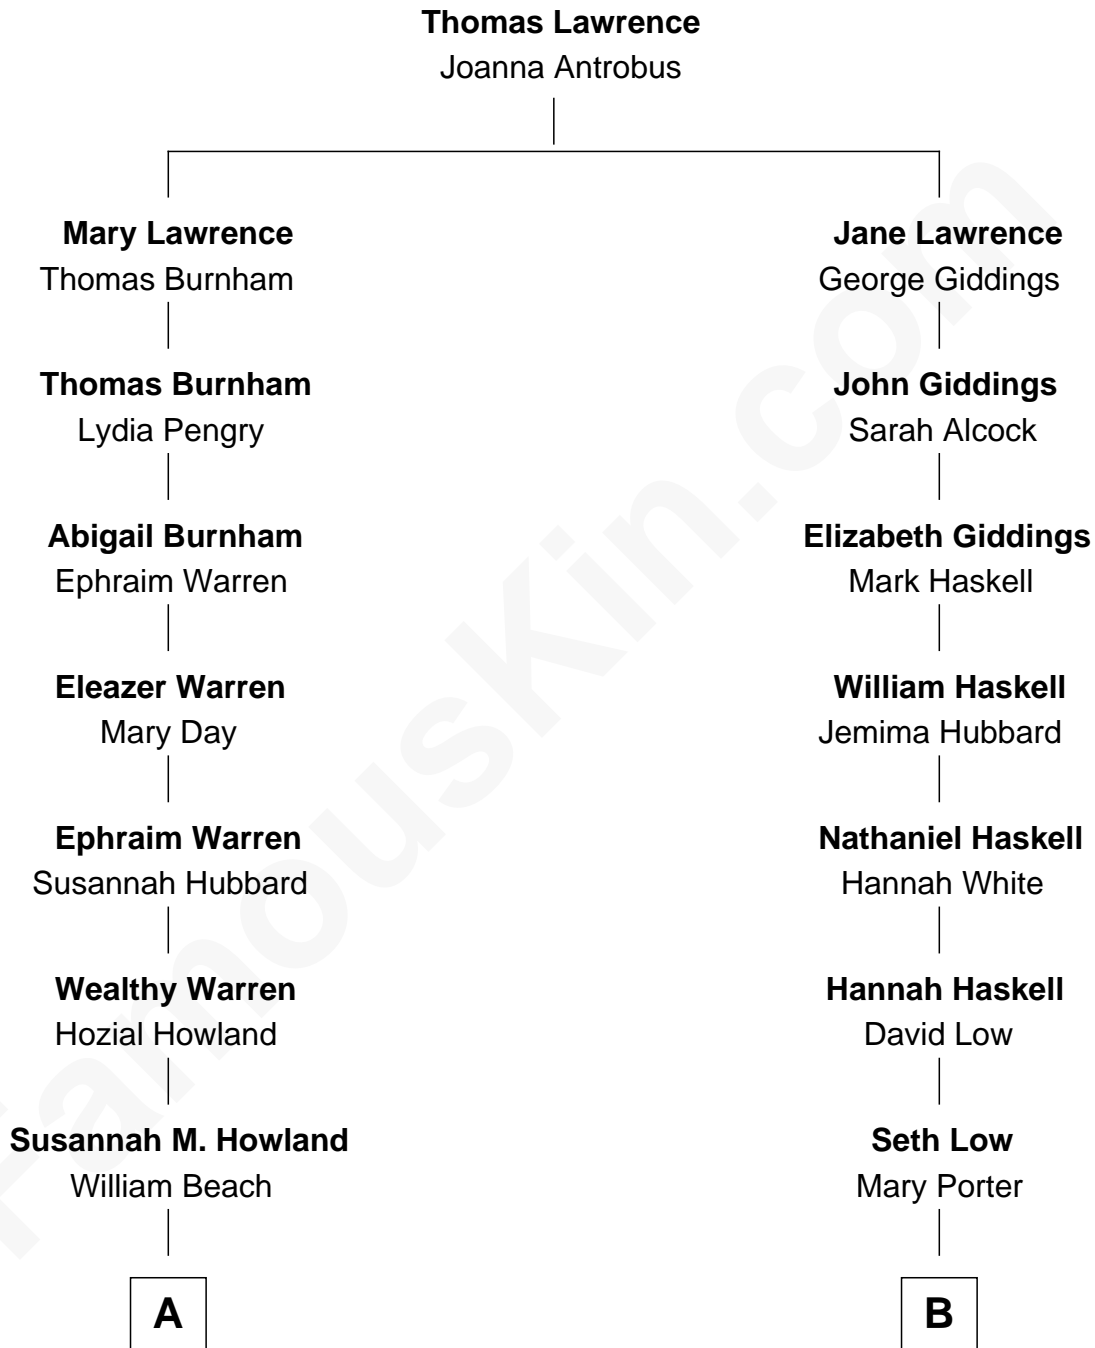 Thomas Lawrence
Joanna Antrobus
Mary Lawrence
Thomas Burnham
Jane Lawrence
George Giddings
Thomas Burnham
Lydia Pengry
John Giddings
Sarah Alcock
Abigail Burnham
Ephraim Warren
Elizabeth Giddings
Mark Haskell
Eleazer Warren
Mary Day
William Haskell
Jemima Hubbard
Ephraim Warren
Susannah Hubbard
Nathaniel Haskell
Hannah White
Wealthy Warren
Hozial Howland
Hannah Haskell
David Low
Susannah M. Howland
William Beach
Seth Low
Mary Porter
A
B
FamousKin.com